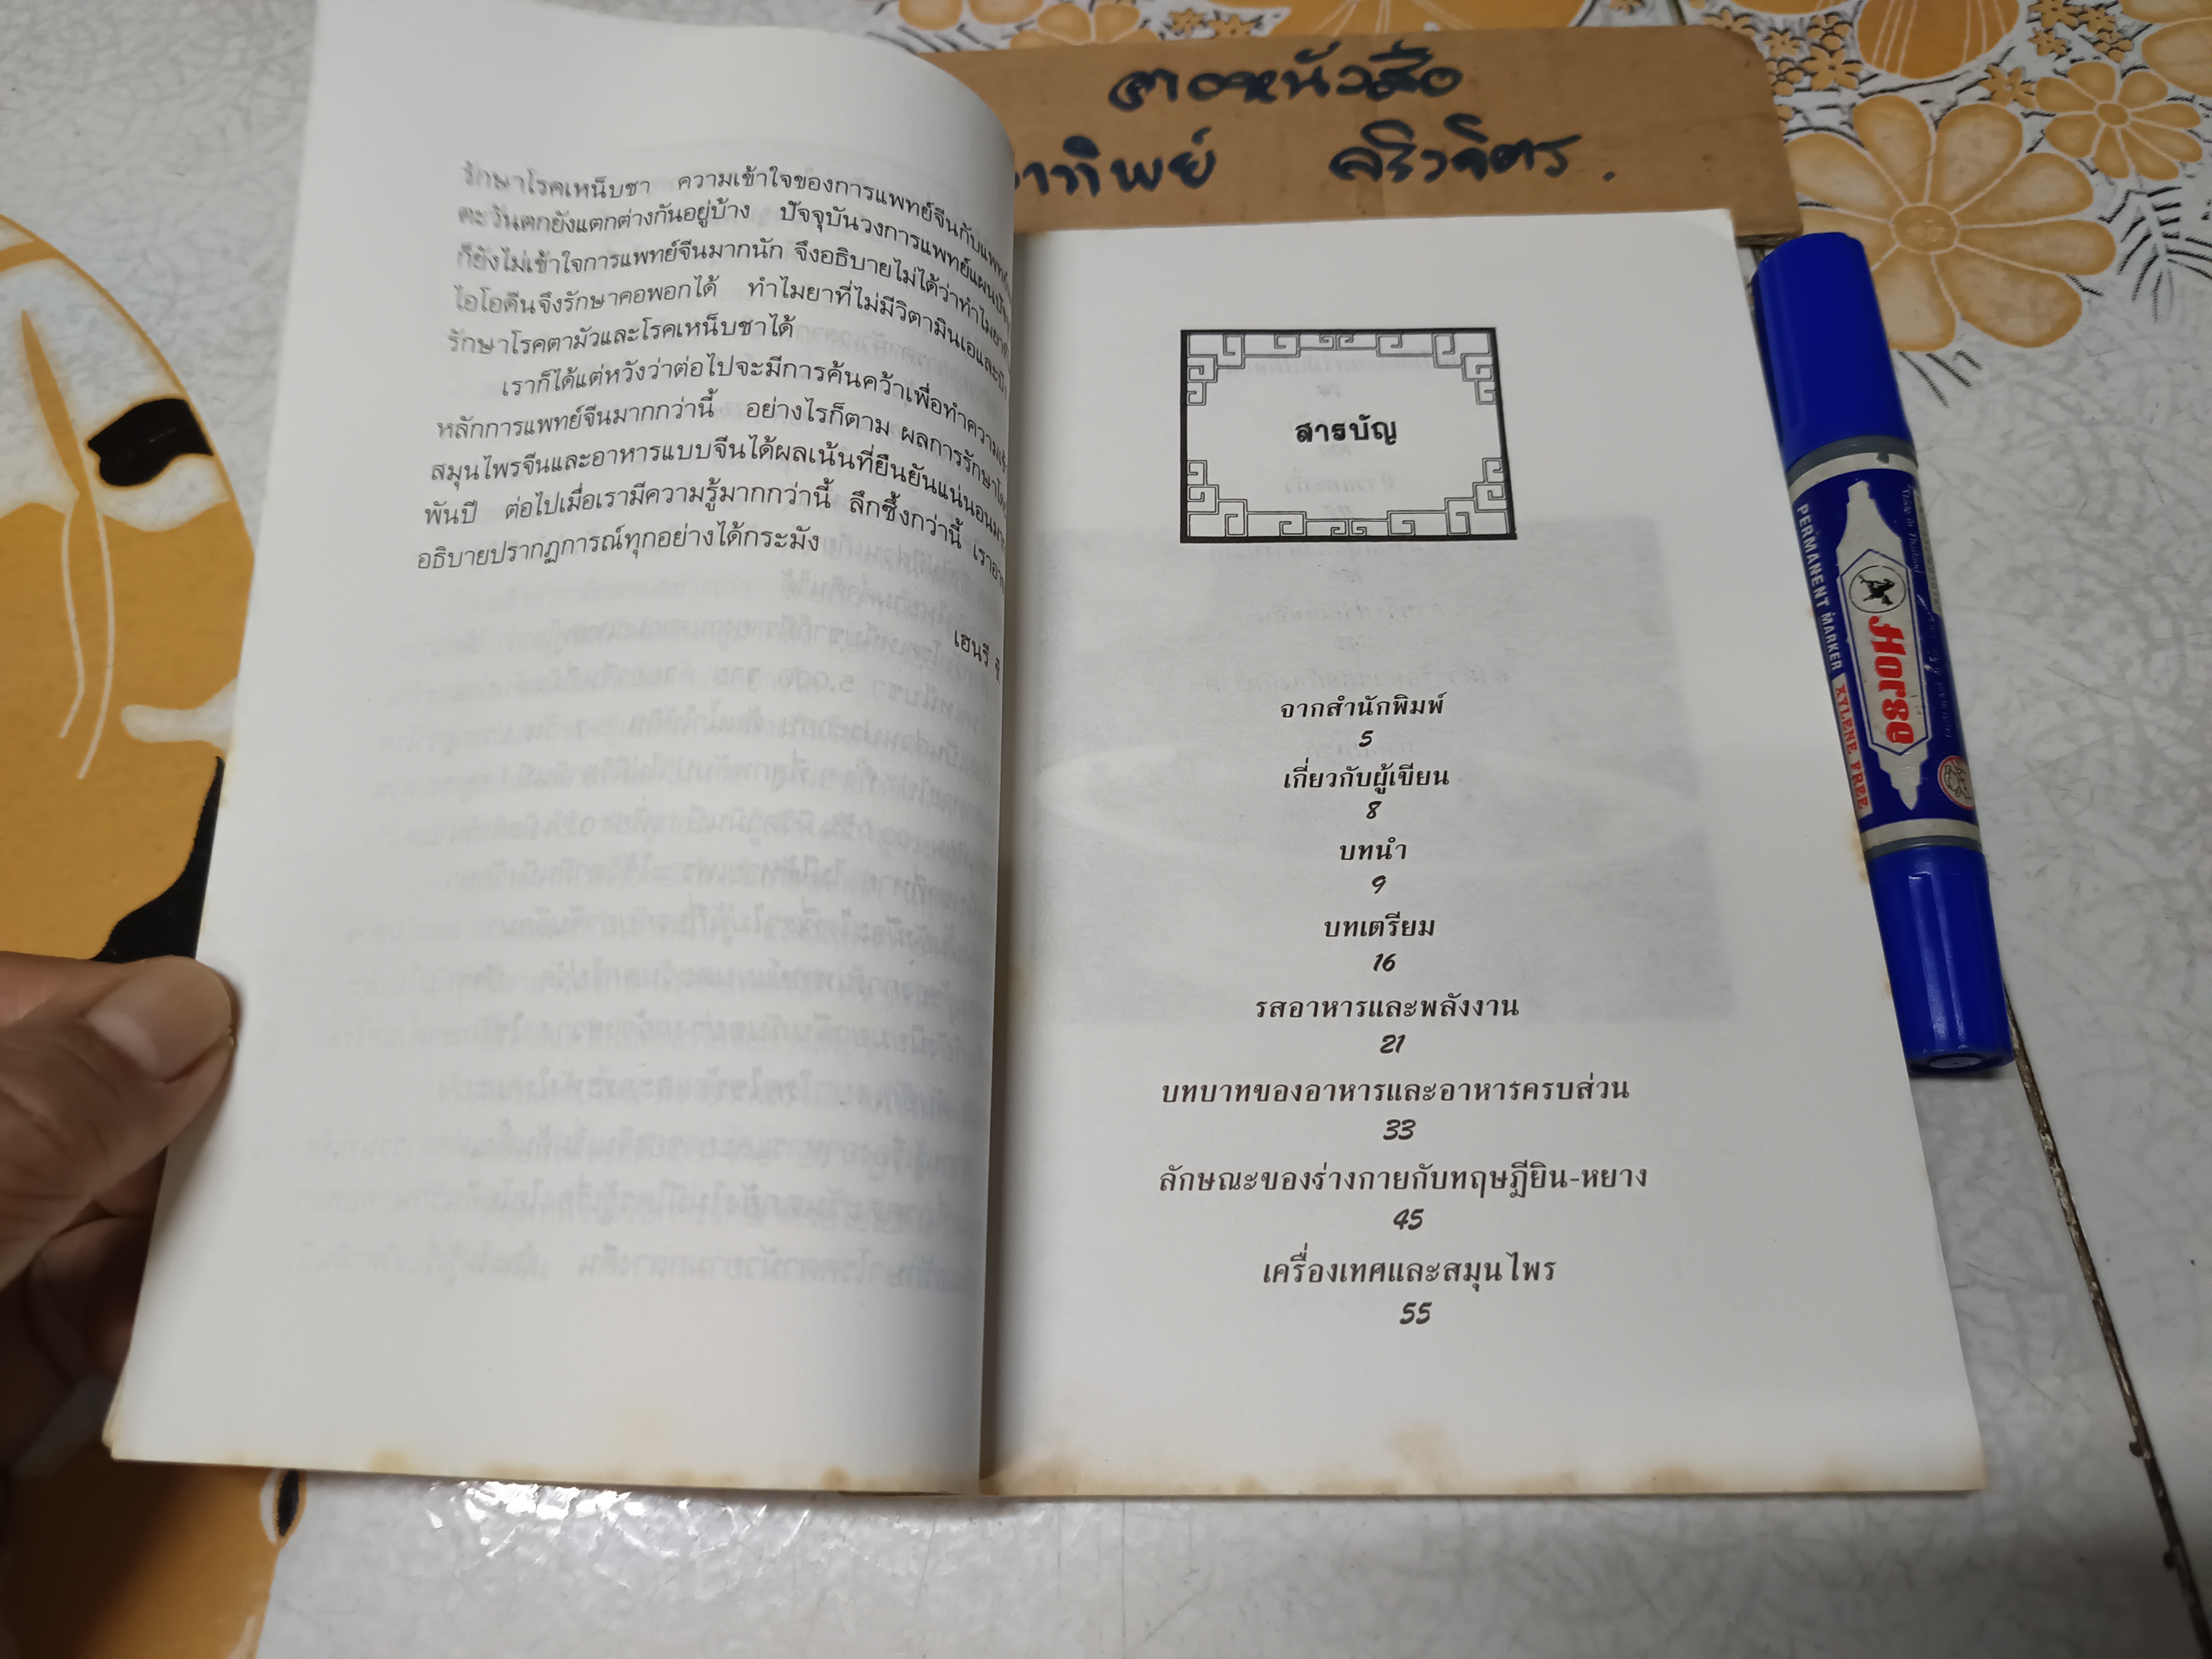 รักษาโรคเหน็บชา ความเข้าใจของการแพทย์จีนกับแพทย์
ตะวันตกยังแตกต่างกันอยู่บ้าง ปัจจุบันวงการแพทย์แผน
ก็ยังไม่เข้าใจการแพทย์จีนมากนัก จึงอธิบายไม่ได้ว่าทำไม
ไอโอดีนจึงรักษาคอพอกได้ ทำไมยาที่ไม่มีวิตามินเอและ
รักษาโรคตามัวและโรคเหน็บชาได้
เราก็ได้แต่หวังว่าต่อไปจะมีการค้นคว้าเพื่อทำความ
หลักการแพทย์จีนมากกว่านี้ อย่างไรก็ตาม ผลการรักษา
สมุนไพรจีนและอาหารแบบจีนได้ผลเน้นที่ยืนยันแน่นอน
พันปี ต่อไปเมื่อเรามีความรู้มากกว่านี้ ลึกซึ้งกว่านี้
อธิบายปรากฏการณ์ทุกอย่างได้กระมัง
เฮนรี
สารบัญ
จากสำนักพิมพ์
5
เกี่ยวกับผู้เขียน
8
บทนำ
9
บทเตรียม
16
รสอาหารและพลังงาน
21
บทบาทของอาหารและอาหารครบส่วน
33
ลักษณะของร่างกายกับทฤษฎียิน-หยาง
45
เครื่องเทศและสมุนไพร
55
Horse
PERMANENT MARKER XYLENE FREE
Made in Thailand